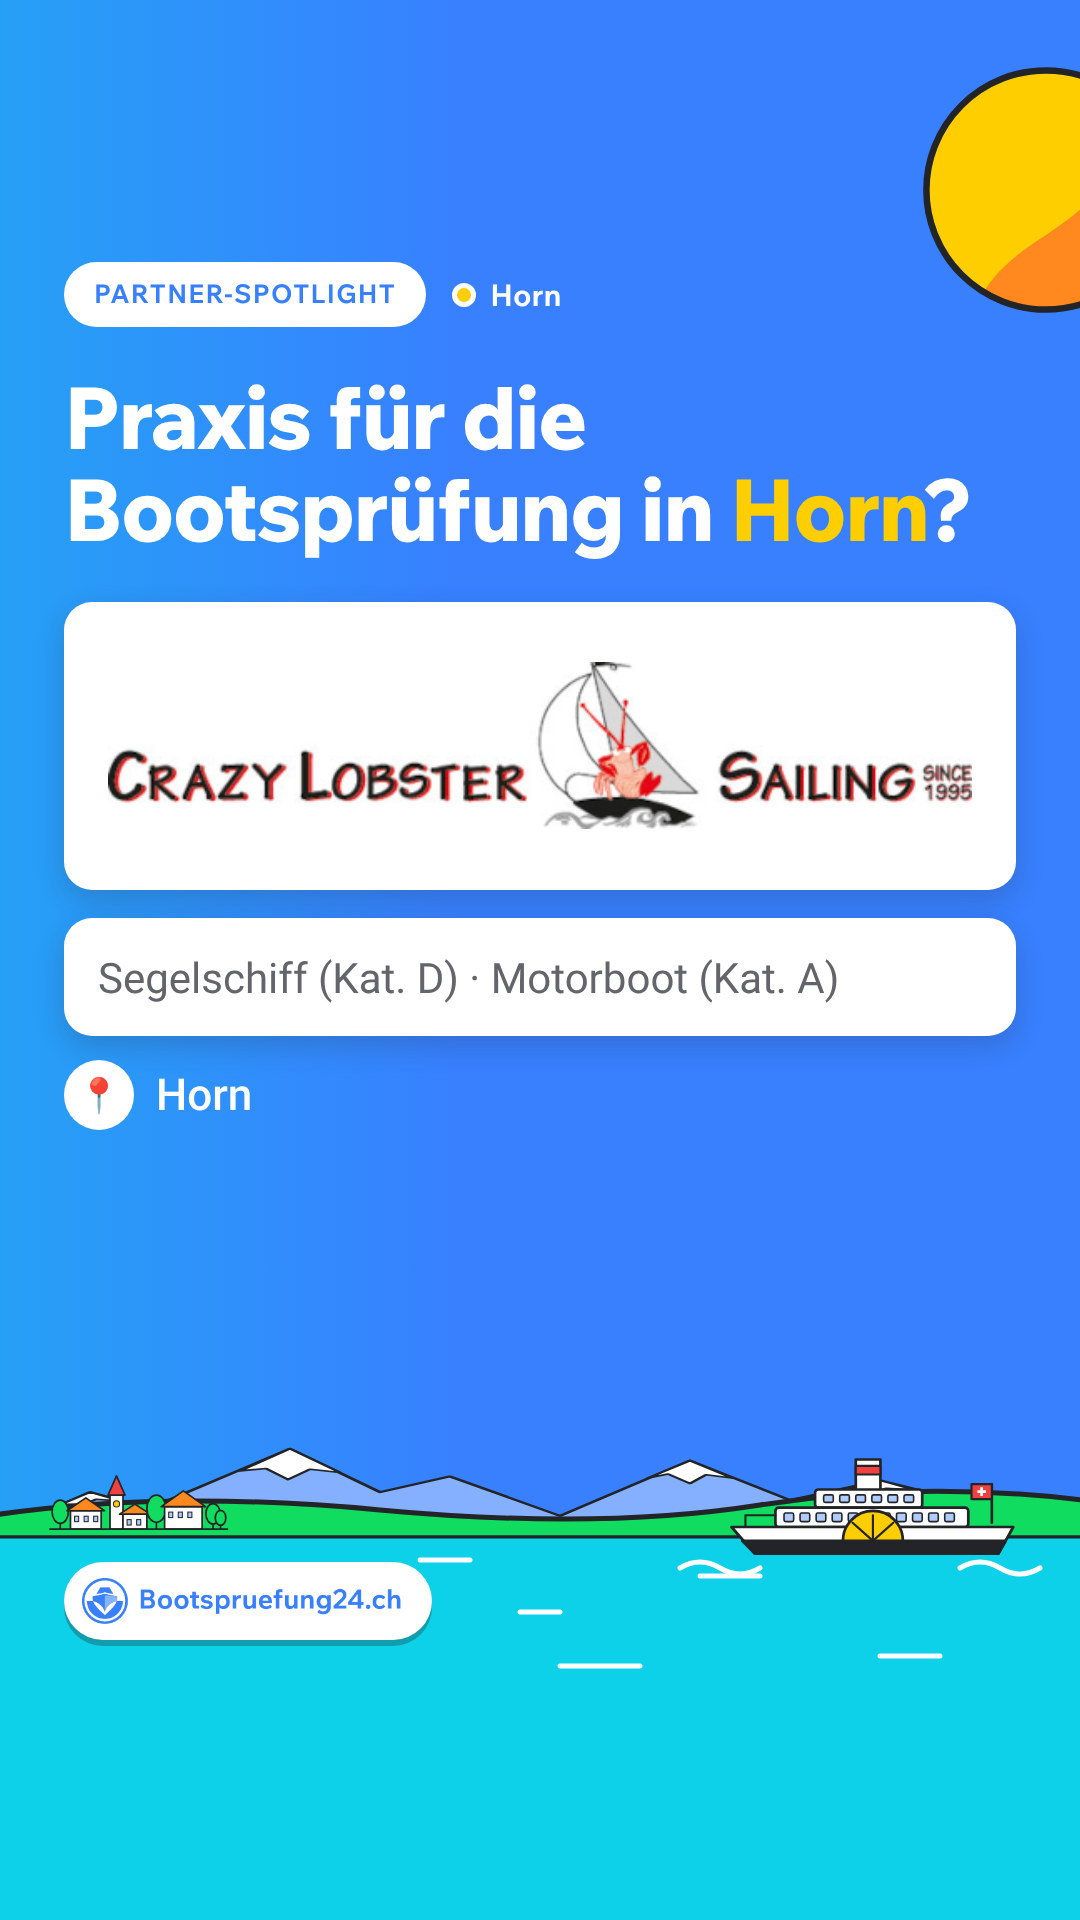 PARTNER-SPOTLIGHT
Horn
Praxis für die
Bootsprüfung in Horn?
CRAZY LOBSTER SAILING SINCE 1995
Segelschiff (Kat. D) · Motorboot (Kat. A)
Horn
Bootspruefung24.ch